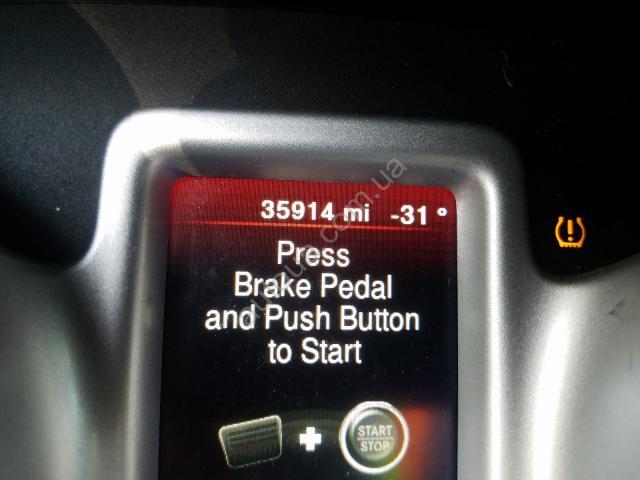 35914 mi -31°
Press
Brake Pedal
and Push Button
to Start
START
STOP